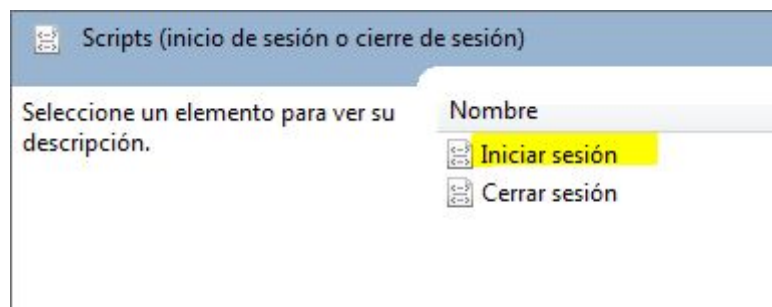 Scripts (inicio de sesión o cierre de sesión)
Seleccione un elemento para ver su
descripción.
Nombre
Iniciar sesión
Cerrar sesión